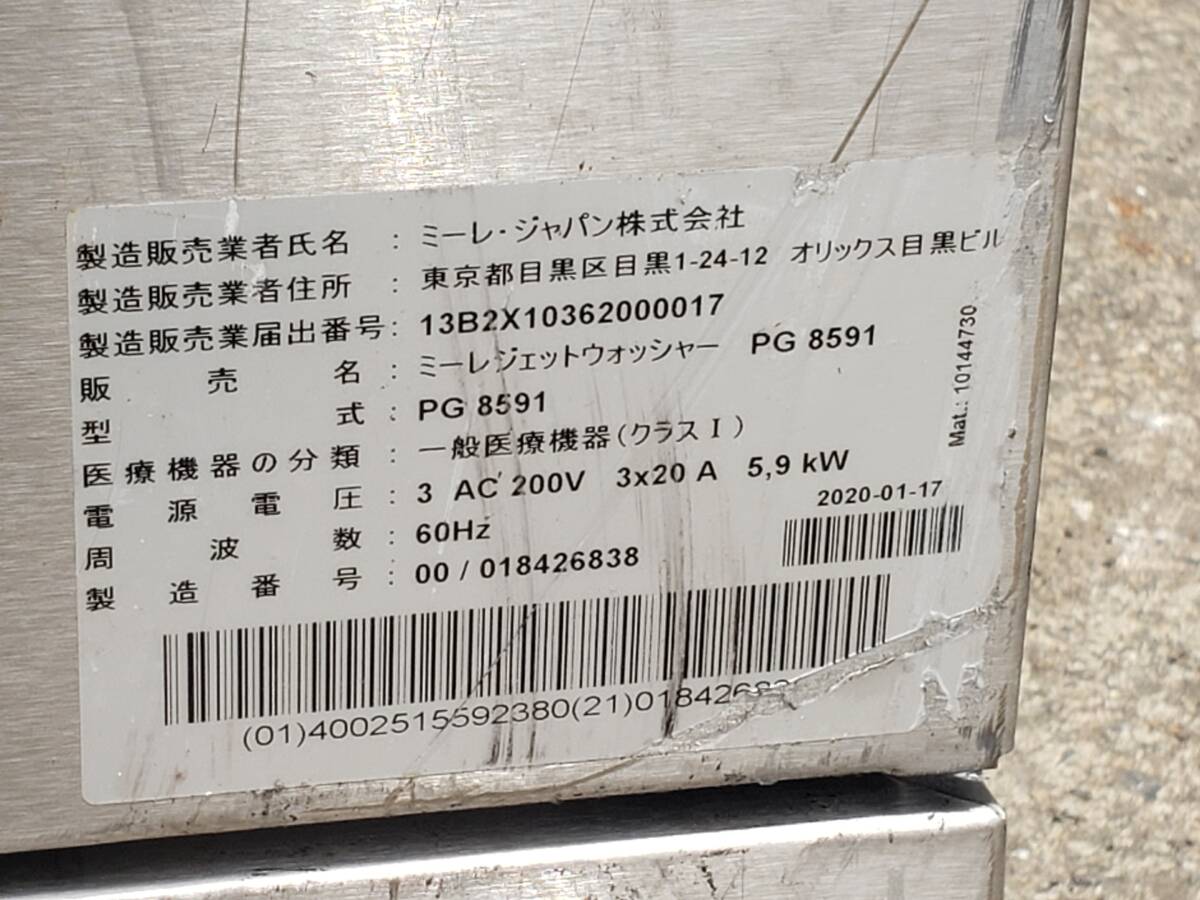 製造販売業者氏名 : ミーレ・ジャパン株式会社
製造販売業者住所 : 東京都目黒区目黒1-24-12 オリックス目黒ビル
製造販売業届出番号: 13B2X10362000017
販売名 : ミーレジェットウォッシャー PG 8591
型式 : PG 8591
医療機器の分類 : 一般医療機器(クラスⅠ)
電源電圧 : 3 AC 200V 3x20 A 5,9 kW
周波数 : 60Hz
製造番号 : 00 / 018426838
2020-01-17
Mat.: 10144730
(01)4002515592380(21)0184268